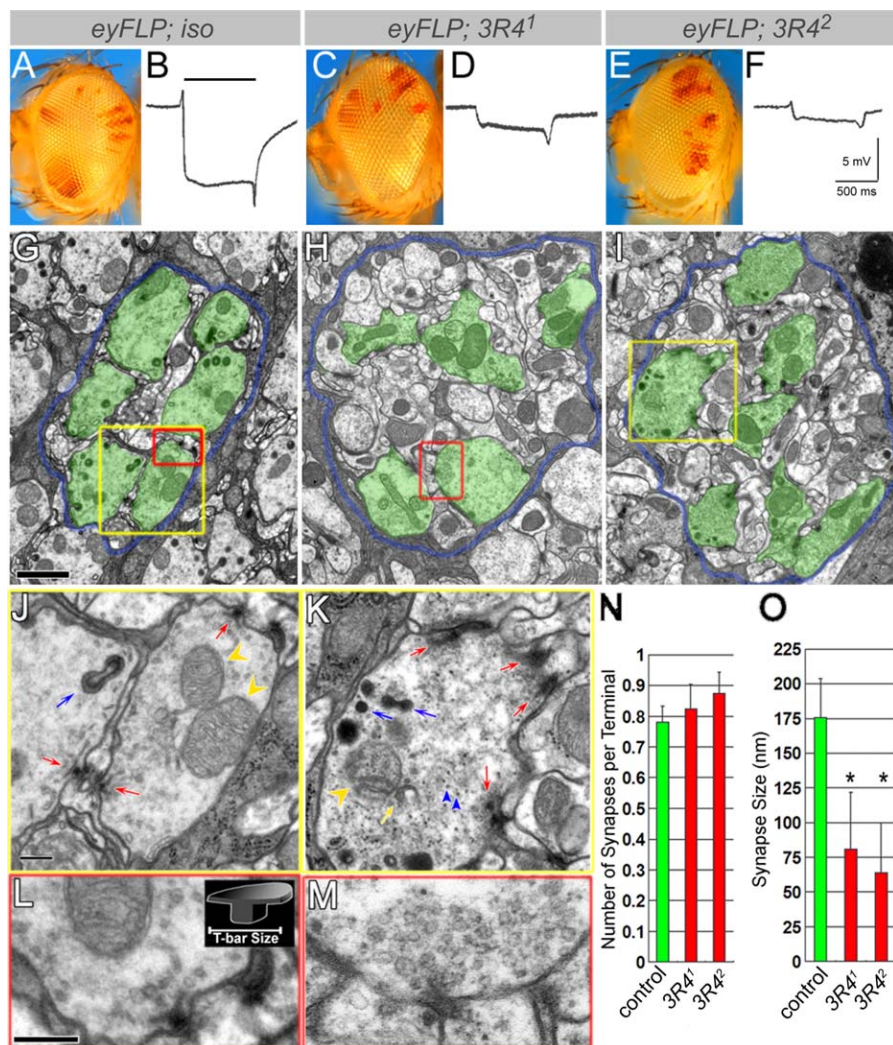 eyFLP; iso
eyFLP; 3R4¹
eyFLP; 3R4²
A
B
C
D
E
F
5 mV
500 ms
G
H
I
J
K
N
O
Number of Synapses per Terminal
1
0.9
0.8
0.7
0.6
0.5
0.4
0.3
0.2
0.1
0
control
3R4¹
3R4²
Synapse Size (nm)
225
200
175
150
125
100
75
50
25
0
*
*
control
3R4¹
3R4²
L
T-bar Size
M